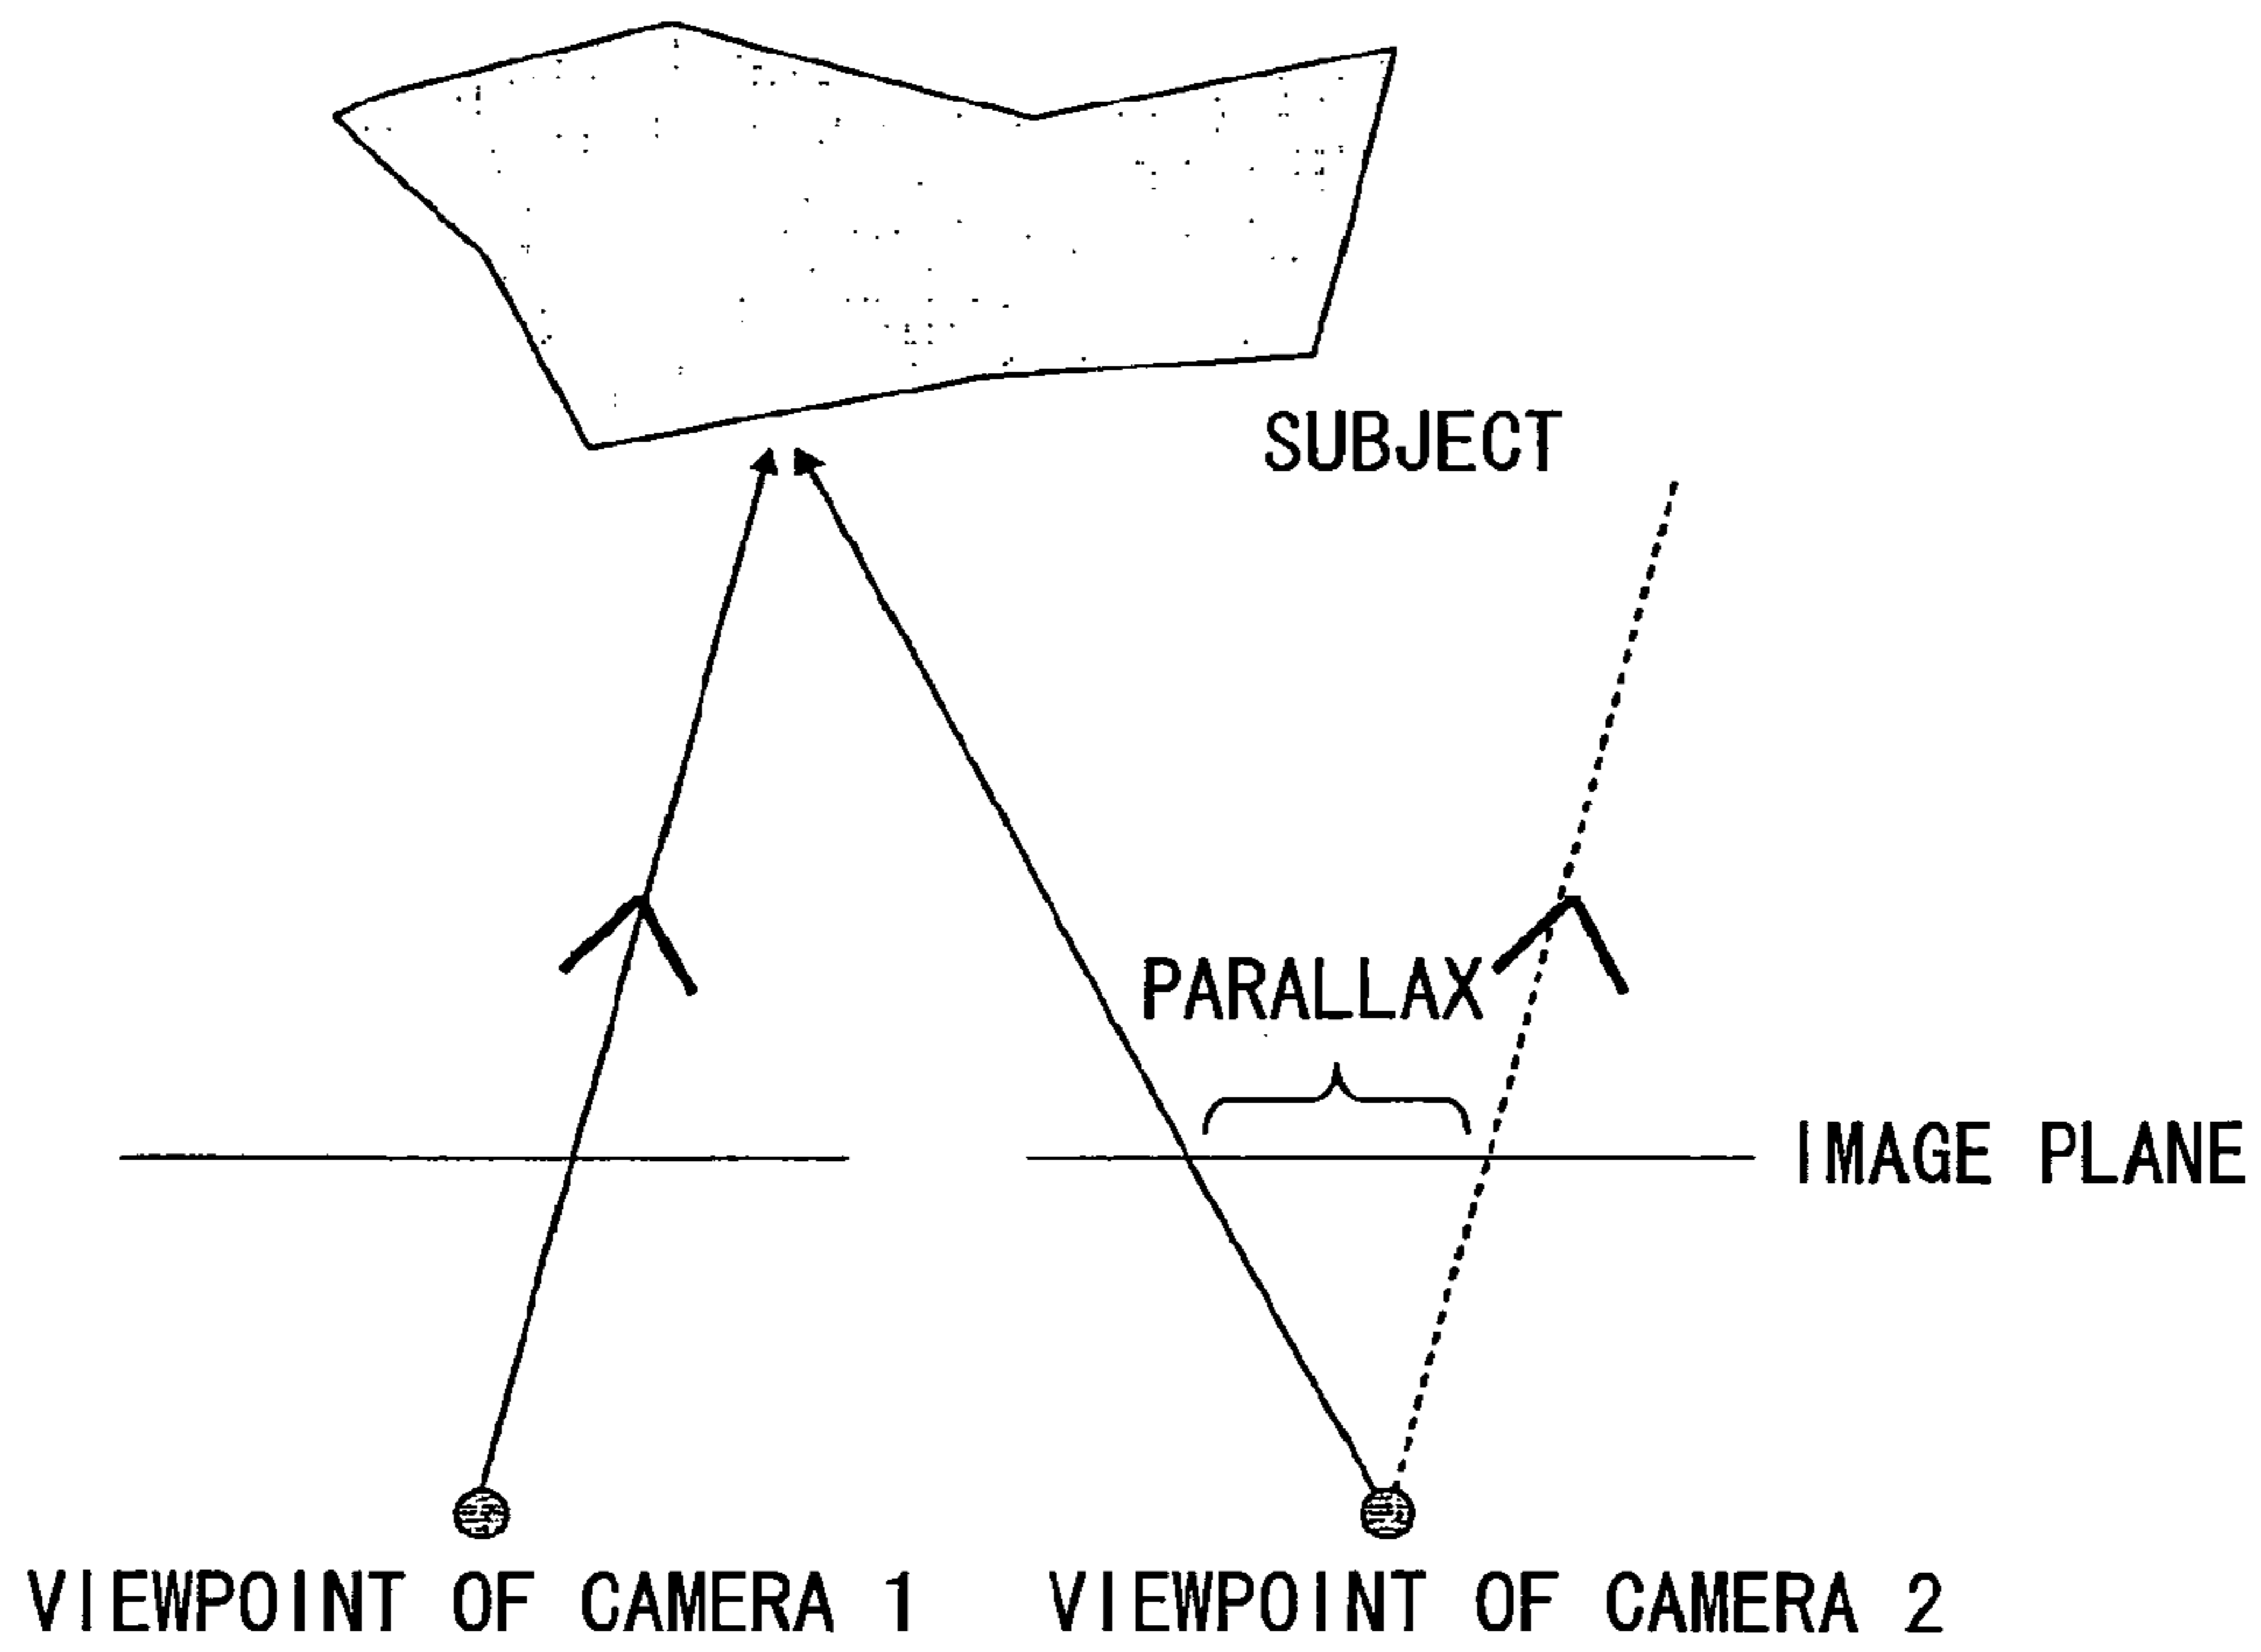 SUBJECT
PARALLAX
IMAGE PLANE
VIEWPOINT OF CAMERA 1
VIEWPOINT OF CAMERA 2